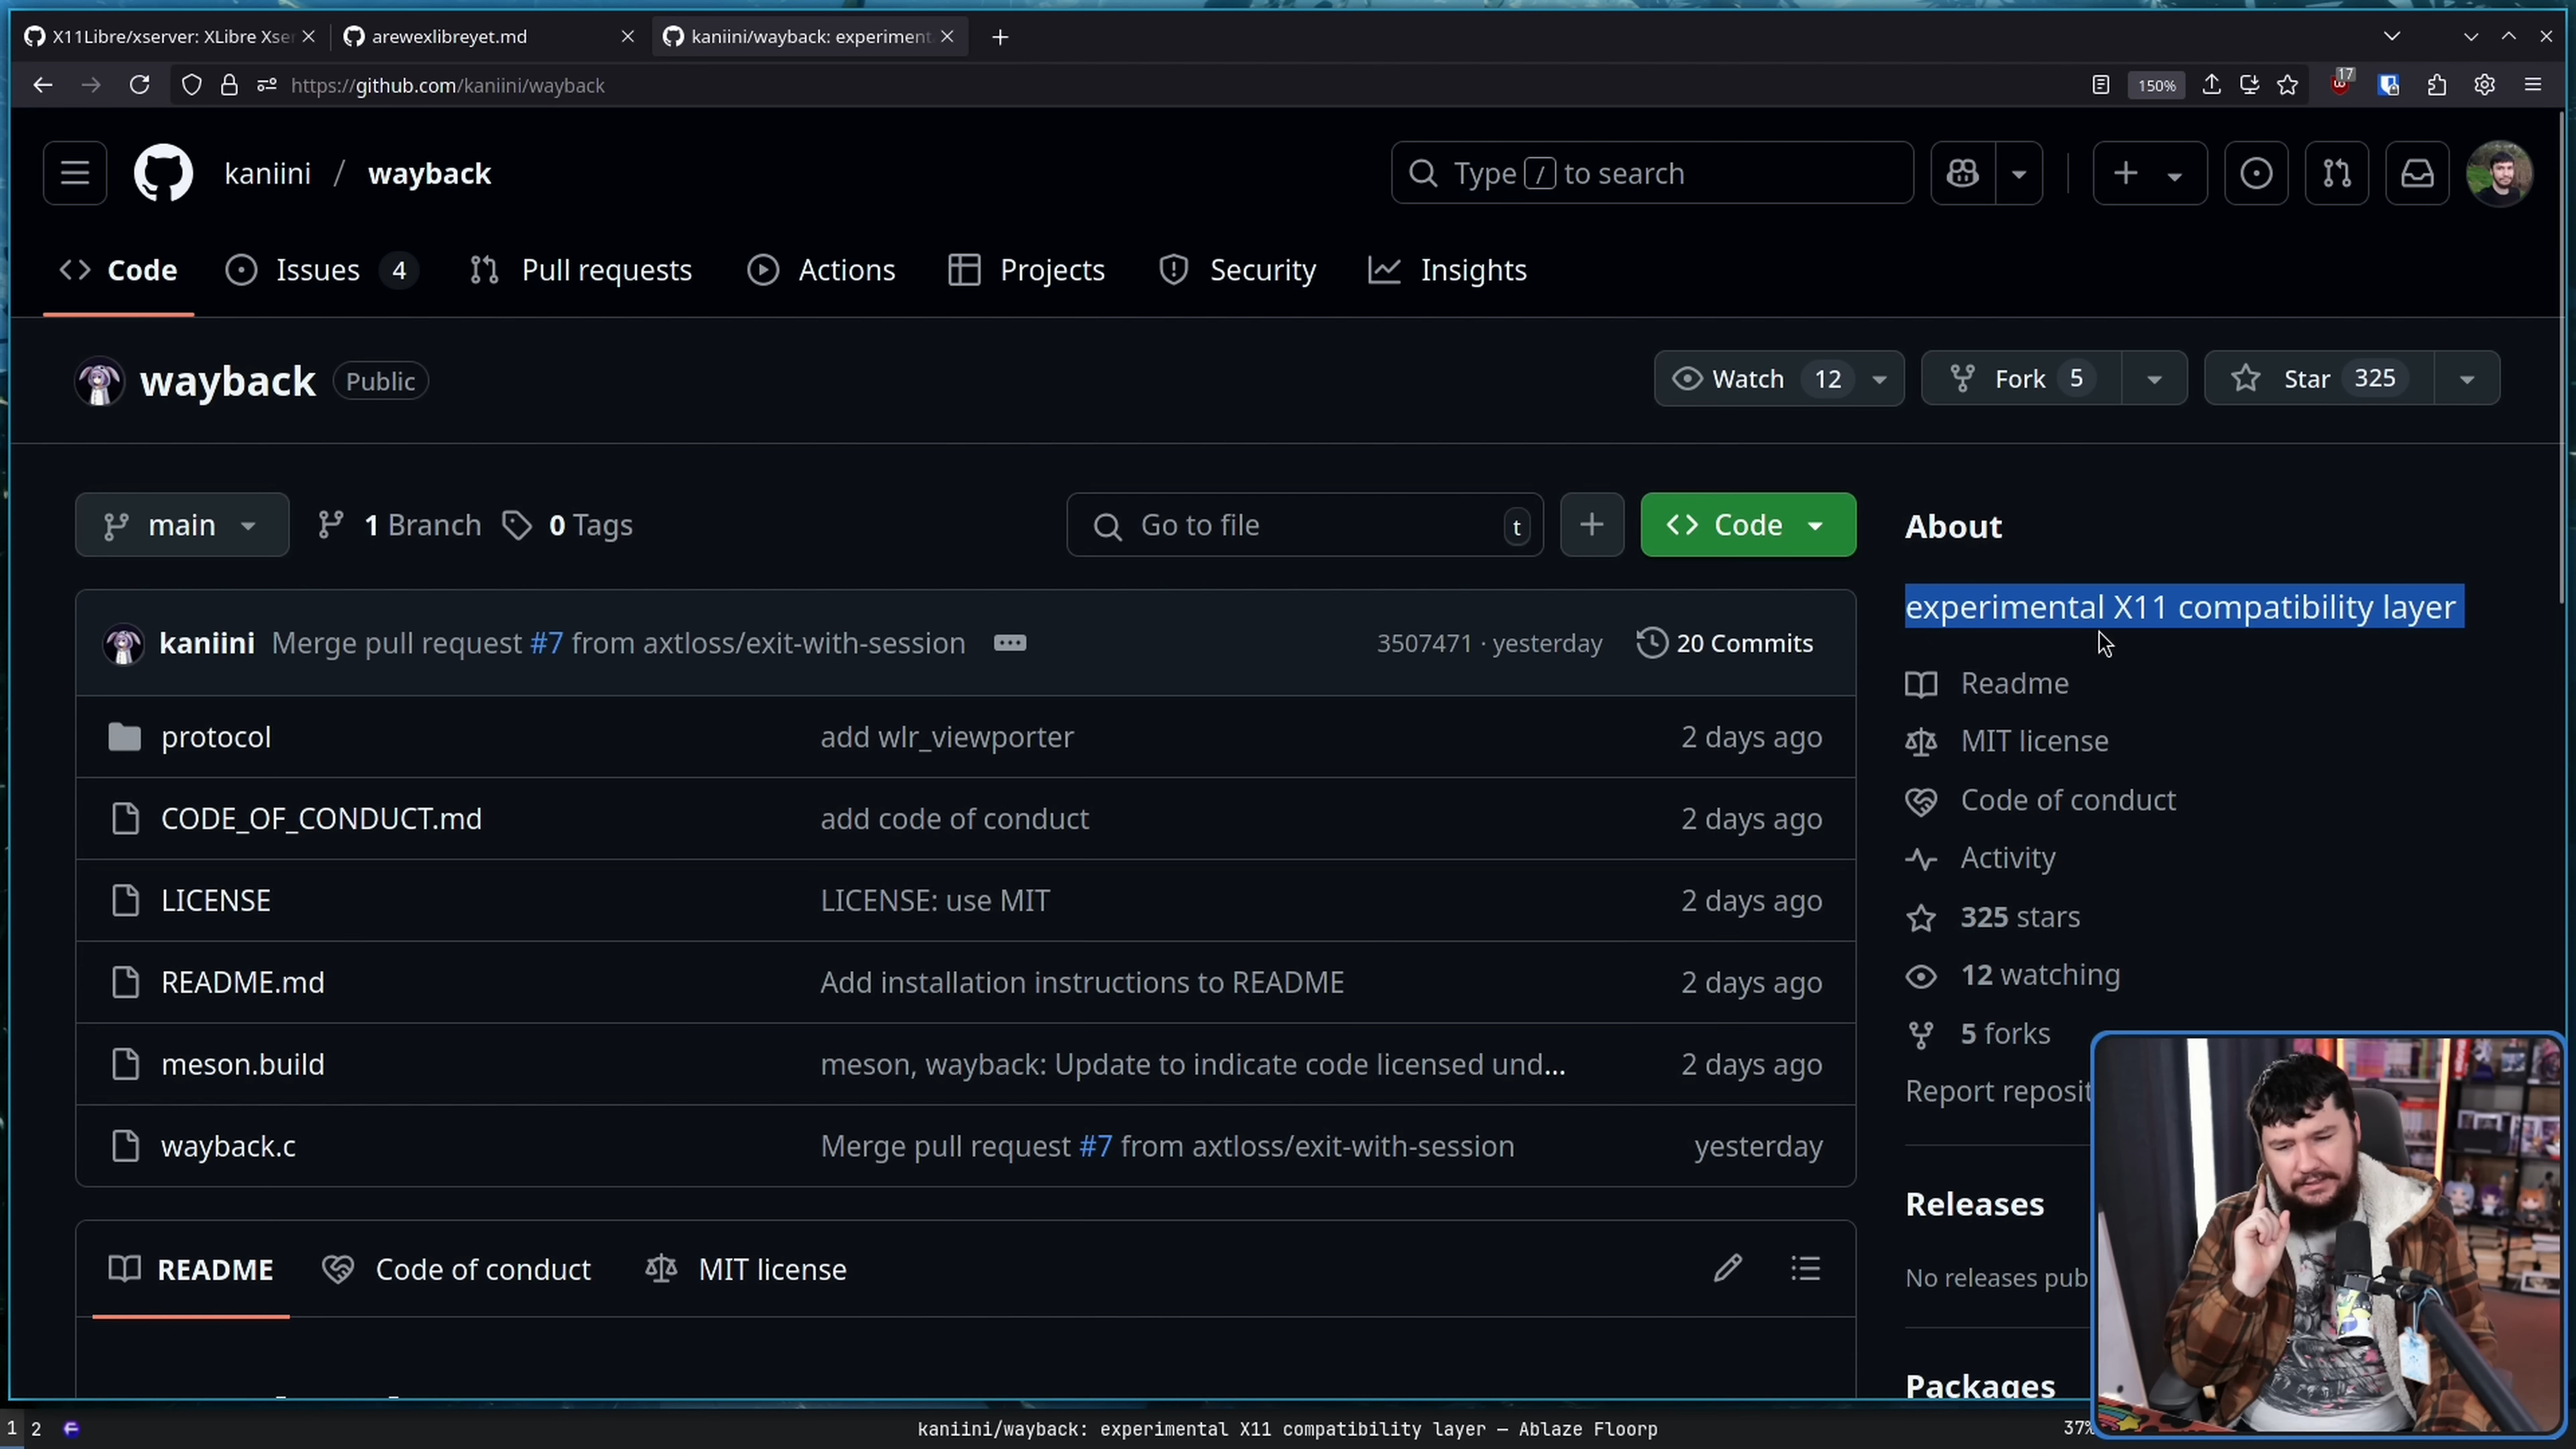 X11Libre/xserver: XLibre Xser
arewexlibreyet.md
kaniini/wayback: experiment
https://github.com/kaniini/wayback
150%
17
kaniini / wayback
Type / to search
Code
Issues 4
Pull requests
Actions
Projects
Security
Insights
wayback Public
Watch 12
Fork 5
Star 325
main
1 Branch
0 Tags
Go to file t
Code
About
experimental X11 compatibility layer
kaniini Merge pull request #7 from axtloss/exit-with-session
3507471 · yesterday
20 Commits
protocol add wlr_viewporter 2 days ago
CODE_OF_CONDUCT.md add code of conduct 2 days ago
LICENSE LICENSE: use MIT 2 days ago
README.md Add installation instructions to README 2 days ago
meson.build meson, wayback: Update to indicate code licensed und... 2 days ago
wayback.c Merge pull request #7 from axtloss/exit-with-session yesterday
Readme
MIT license
Code of conduct
Activity
325 stars
12 watching
5 forks
Report reposit
Releases
No releases pub
Packages
README
Code of conduct
MIT license
1 2
kaniini/wayback: experimental X11 compatibility layer — Ablaze Floorp
37%